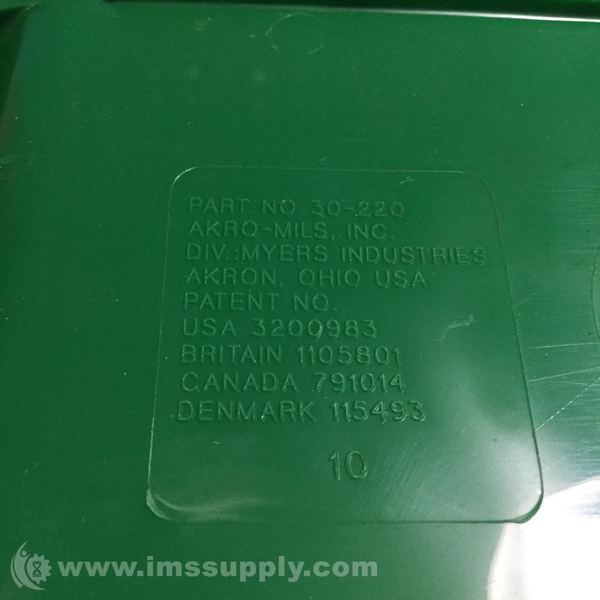 PART NO 30-220
AKRO-MILS, INC.
DIV.:MYERS INDUSTRIES
AKRON, OHIO USA
PATENT NO.
USA 3200983
BRITAIN 1105801
CANADA 791014
DENMARK 115493
10
www.imssupply.com